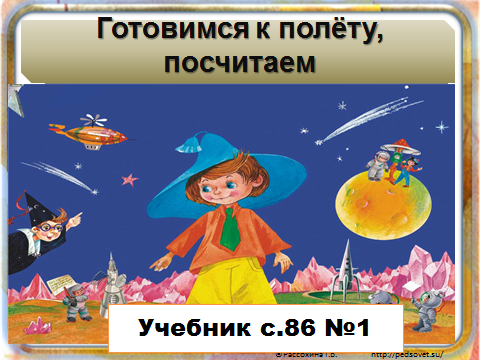 Готовимся к полёту,
посчитаем
Учебник с.86 №1
http://pedsovet.su/